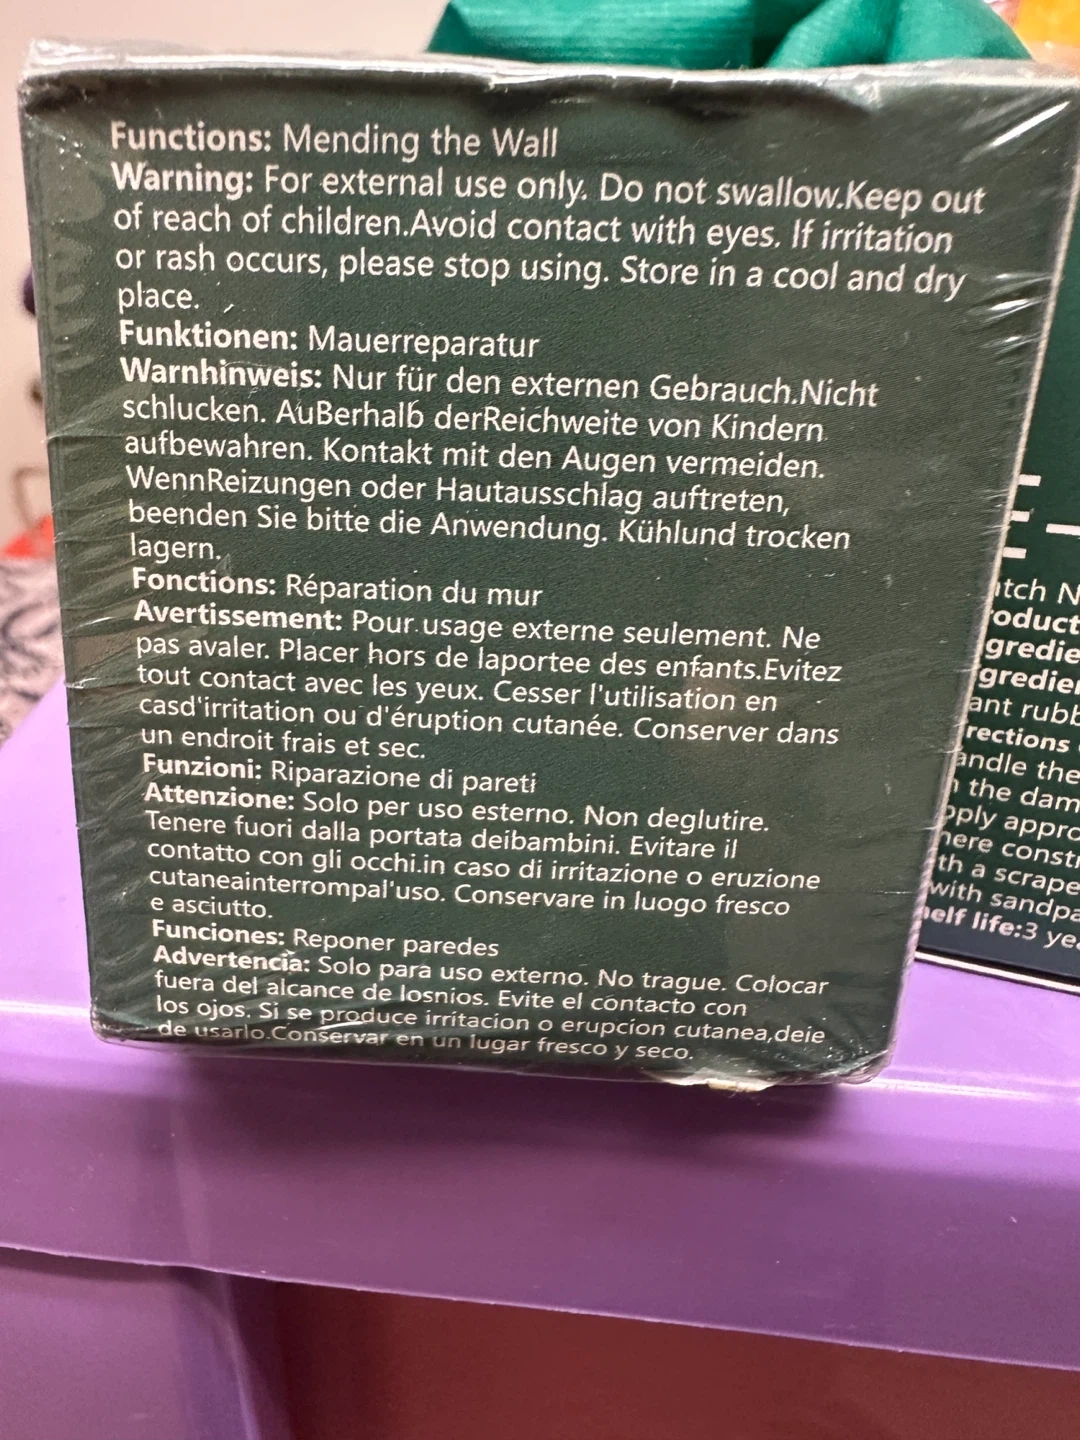 Functions: Mending the Wall
Warning: For external use only. Do not swallow.Keep out
of reach of children.Avoid contact with eyes. If irritation
or rash occurs, please stop using. Store in a cool and dry
place.
Funktionen: Mauerreparatur
Warnhinweis: Nur für den externen Gebrauch.Nicht
schlucken. AuBerhalb derReichweite von Kindern
aufbewahren. Kontakt mit den Augen vermeiden.
WennReizungen oder Hautausschlag auftreten,
beenden Sie bitte die Anwendung. Kühlund trocken
lagern.
Fonctions: Réparation du mur
Avertissement: Pour usage externe seulement. Ne
pas avaler. Placer hors de laportee des enfants.Evitez
tout contact avec les yeux. Cesser l'utilisation en
casd'irritation ou d'éruption cutanée. Conserver dans
un endroit frais et sec.
Funzioni: Riparazione di pareti
Attenzione: Solo per uso esterno. Non deglutire.
Tenere fuori dalla portata deibambini. Evitare il
contatto con gli occhi.in caso di irritazione o eruzione
cutaneainterrompal'uso. Conservare in luogo fresco
e asciutto.
Funciones: Reponer paredes
Advertencia: Solo para uso externo. No trague. Colocar
fuera del alcance de losnios. Evite el contacto con
los ojos. Si se produce irritacion o erupcion cutanea,deie
de usarlo.Conservar en un lugar fresco y seco.
the
the dam
with sandpa
elf life:3 ye